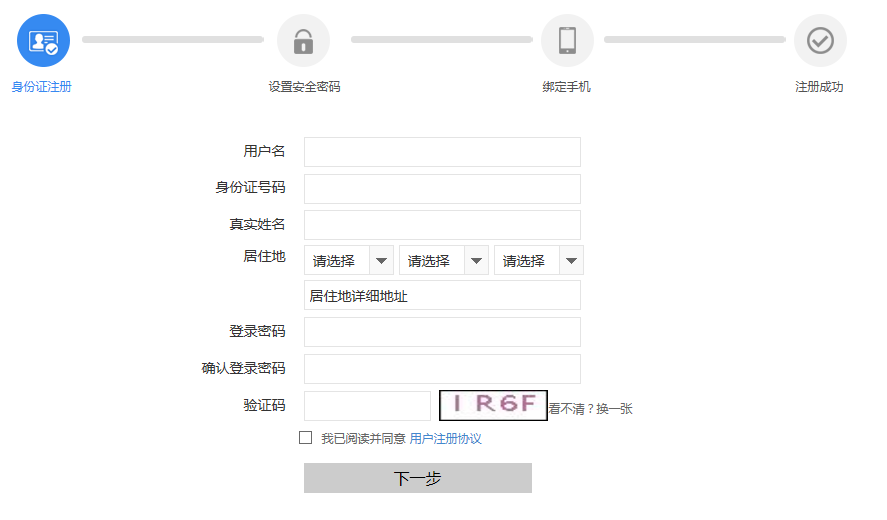 身份证注册 设置安全密码 绑定手机 注册成功
用户名
身份证号码
真实姓名
居住地 请选择 请选择 请选择
居住地详细地址
登录密码
确认登录密码
验证码 IR6F 看不清？换一张
我已阅读并同意 用户注册协议
下一步